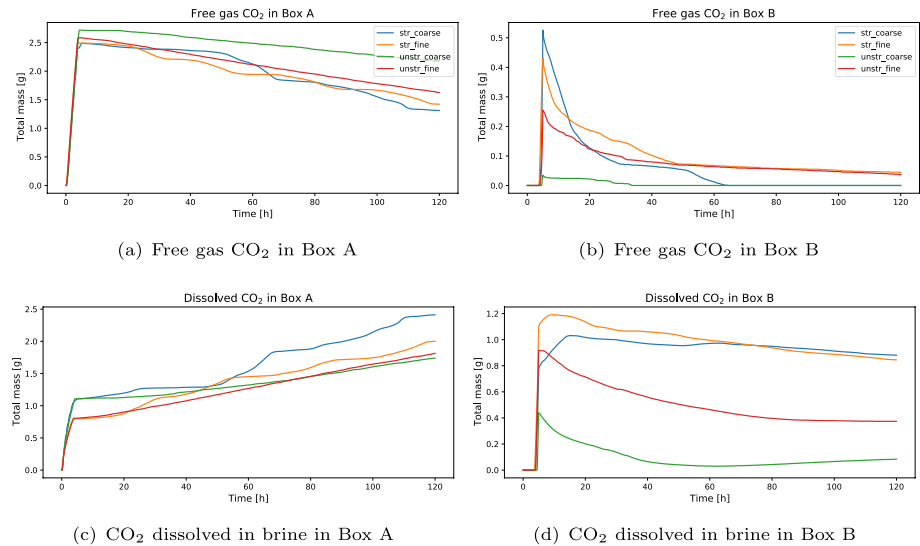 Free gas CO₂ in Box A
Total mass [g]
2.5
2.0
1.5
1.0
0.5
0.0
str_coarse
str_fine
unstr_coarse
unstr_fine
0 20 40 60 80 100 120
Time [h]
(a) Free gas CO₂ in Box A
Free gas CO₂ in Box B
Total mass [g]
0.5
0.4
0.3
0.2
0.1
0.0
str_coarse
str_fine
unstr_coarse
unstr_fine
0 20 40 60 80 100 120
Time [h]
(b) Free gas CO₂ in Box B
Dissolved CO₂ in Box A
Total mass [g]
2.5
2.0
1.5
1.0
0.5
0.0
0 20 40 60 80 100 120
Time [h]
(c) CO₂ dissolved in brine in Box A
Dissolved CO₂ in Box B
Total mass [g]
1.2
1.0
0.8
0.6
0.4
0.2
0.0
0 20 40 60 80 100 120
Time [h]
(d) CO₂ dissolved in brine in Box B